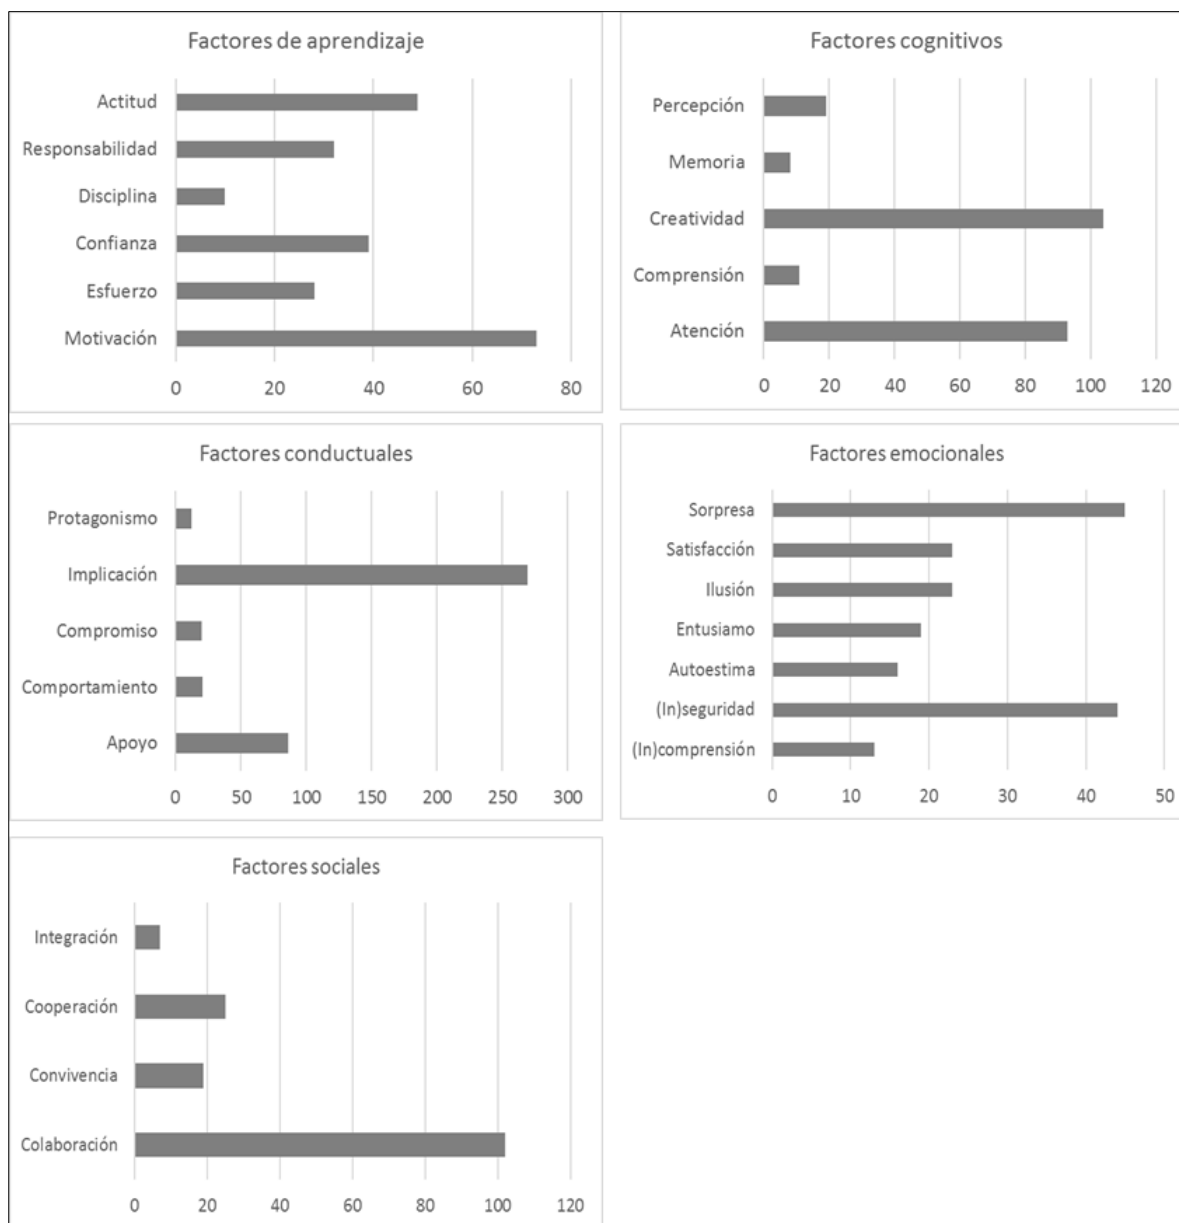 Factores de aprendizaje
Actitud
Responsabilidad
Disciplina
Confianza
Esfuerzo
Motivación
0 20 40 60 80
Factores cognitivos
Percepción
Memoria
Creatividad
Comprensión
Atención
0 20 40 60 80 100 120
Factores conductuales
Protagonismo
Implicación
Compromiso
Comportamiento
Apoyo
0 50 100 150 200 250 300
Factores emocionales
Sorpresa
Satisfacción
Ilusión
Entusiamo
Autoestima
(In)seguridad
(In)comprensión
0 10 20 30 40 50
Factores sociales
Integración
Cooperación
Convivencia
Colaboración
0 20 40 60 80 100 120